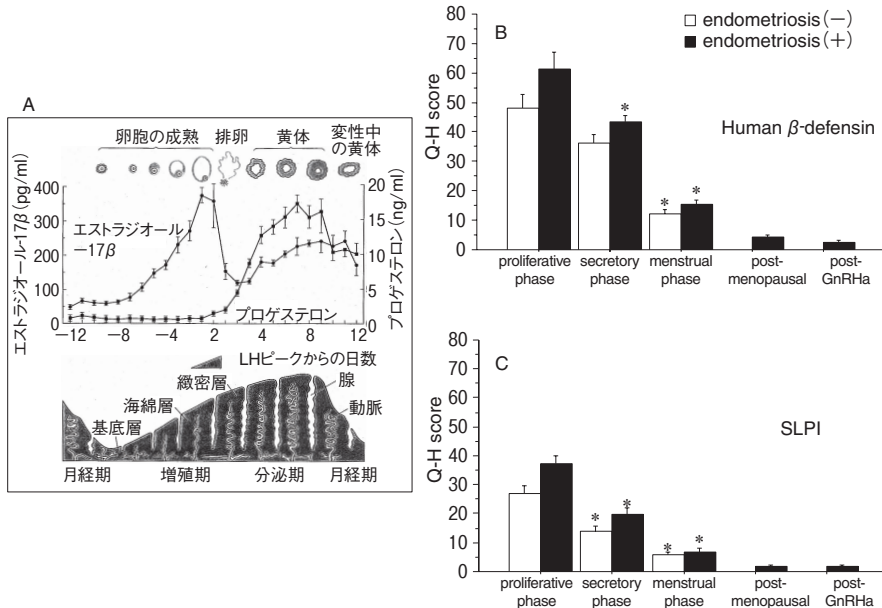 A
卵胞の成熟 排卵 黄体 変性中の黄体
エストラジオール-17β(pg/ml)
400
300
200
100
0
エストラジオール
−17β
プロゲステロン
20
15
10
5
0
プロゲステロン(ng/ml)
−12 −8 −4 2 8 12
LHピークからの日数
緻密層
海綿層
基底層
腺
動脈
月経期 増殖期 分泌期 月経期
B
endometriosis(−)
endometriosis(+)
Human β-defensin
Q-H score
80
70
60
50
40
30
20
10
0
*
* *
proliferative phase
secretory phase
menstrual phase
post-menopausal
post-GnRHa
C
SLPI
Q-H score
80
70
60
50
40
30
20
10
0
* *
* *
proliferative phase
secretory phase
menstrual phase
post-menopausal
post-GnRHa